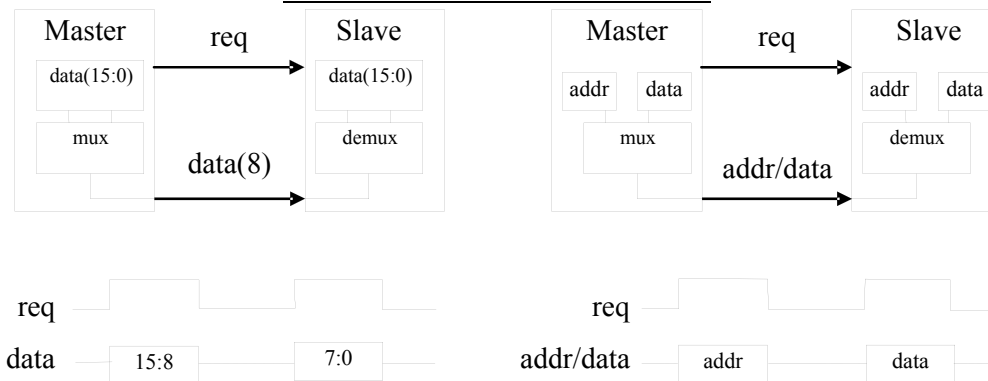 Master req Slave
data(15:0) data(15:0)
mux demux
data(8)
req
data 15:8 7:0
Master req Slave
addr data addr data
mux demux
addr/data
req
addr/data addr data